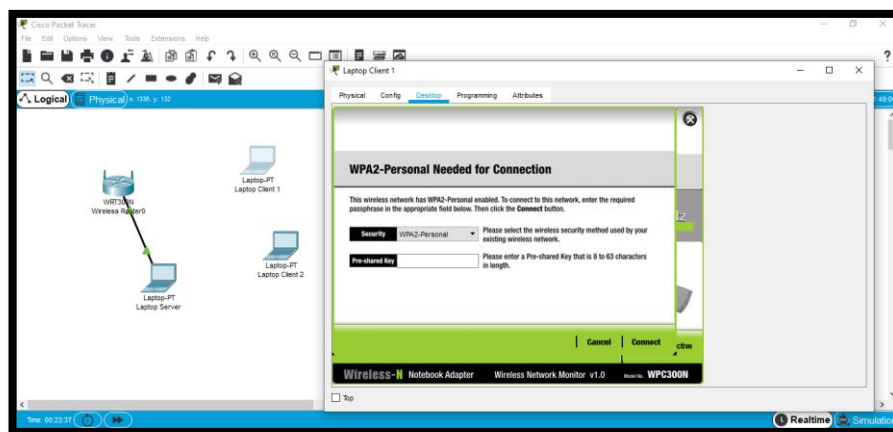 Cisco Packet Tracer
File Edit Options View Tools Extensions Help
?
Logical Physical x: 1336, y: 132
WRT300N
Wireless Router0
Laptop-PT
Laptop Client 1
Laptop-PT
Laptop Client 2
Laptop-PT
Laptop Server
Laptop Client 1
Physical Config Desktop Programming Attributes
WPA2-Personal Needed for Connection
This wireless network has WPA2-Personal enabled. To connect to this network, enter the required
passphrase in the appropriate field below. Then click the Connect button.
Security WPA2-Personal Please select the wireless security method used by your
existing wireless network.
Pre-shared Key Please enter a Pre-shared Key that is 8 to 63 characters
in length.
Cancel Connect
ctive
Wireless-N Notebook Adapter Wireless Network Monitor v1.0 Model No. WPC300N
Top
Time: 00:23:37
Realtime Simulation